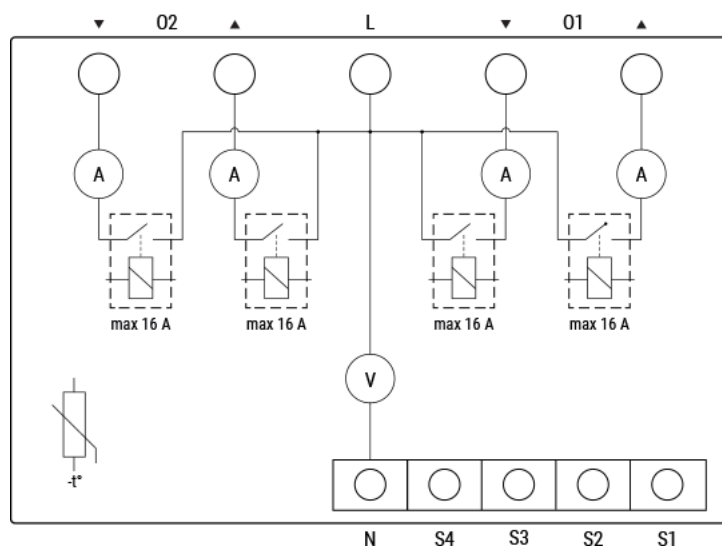 ▼ O2 ▲ L ▼ O1 ▲
A A A A
max 16 A max 16 A max 16 A max 16 A
V
-t°
N S4 S3 S2 S1